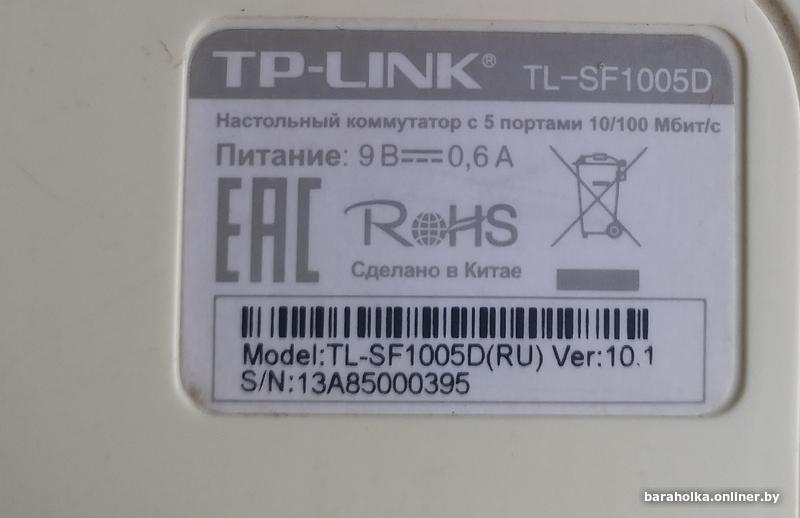 TP-LINK® TL-SF1005D
Настольный коммутатор с 5 портами 10/100 Мбит/с
Питание: 9 В 0,6 А
EAC
RoHS
Сделано в Китае
Model:TL-SF1005D(RU) Ver:10.1
S/N:13A85000395
baraholka.onliner.by